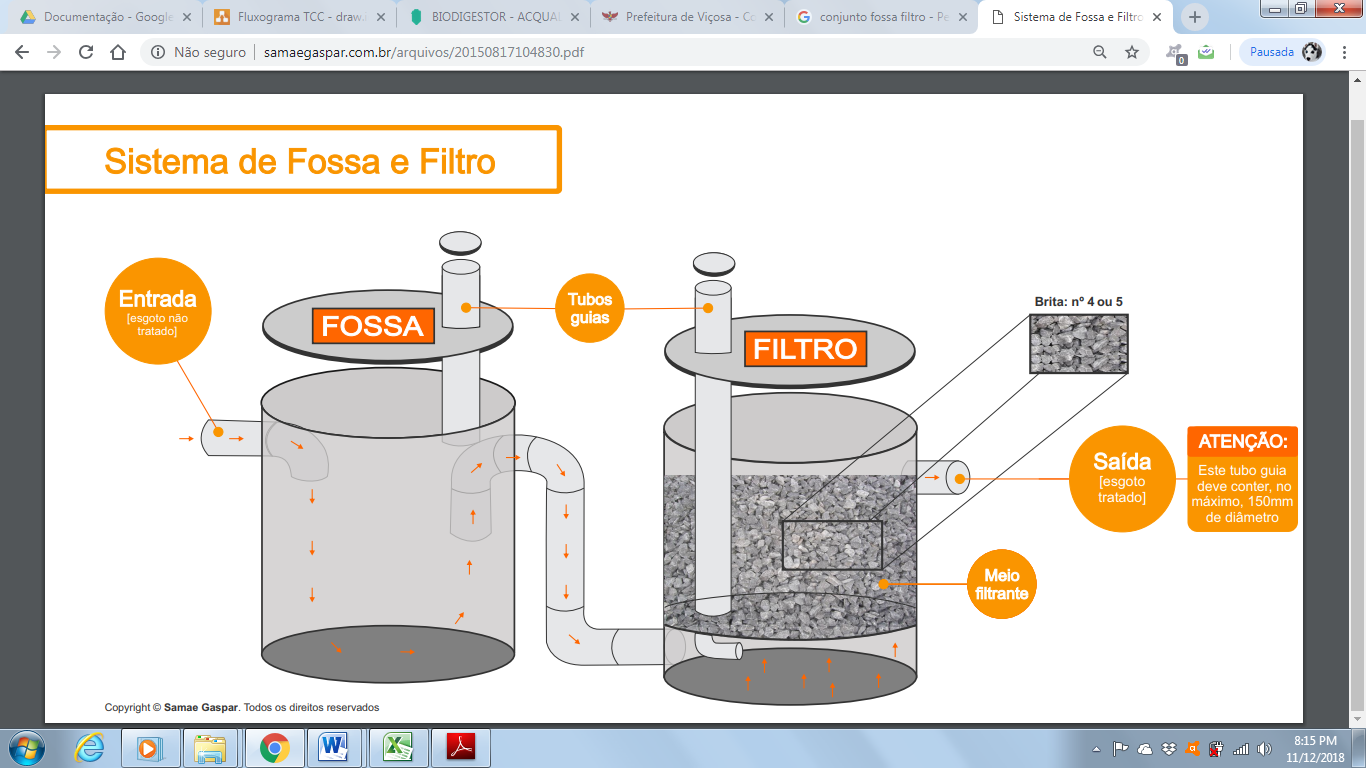 Documentação - Google
Fluxograma TCC - draw.i
BIODIGESTOR - ACQUAL
Prefeitura de Viçosa - Co
conjunto fossa filtro - Pe
Sistema de Fossa e Filtro
Não seguro
samaegaspar.com.br/arquivos/20150817104830.pdf
0
Pausada
Sistema de Fossa e Filtro
Entrada
[esgoto não
tratado]
FOSSA
Tubos
guias
FILTRO
Brita: nº 4 ou 5
Saída
[esgoto
tratado]
ATENÇÃO:
Este tubo guia
deve conter, no
máximo, 150mm
de diâmetro
Meio
filtrante
Copyright © Samae Gaspar. Todos os direitos reservados
8:15 PM
11/12/2018